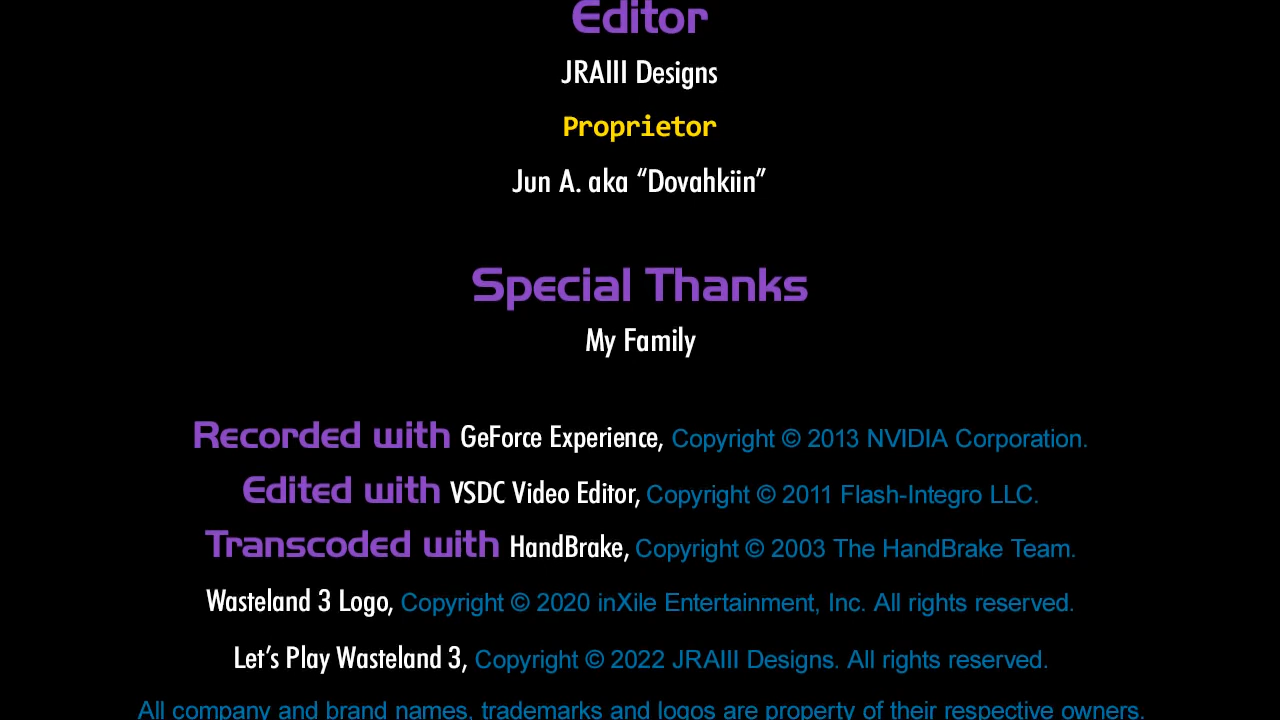 Editor
JRAIII Designs
Proprietor
Jun A. aka “Dovahkiin”
Special Thanks
My Family
Recorded with GeForce Experience, Copyright © 2013 NVIDIA Corporation.
Edited with VSDC Video Editor, Copyright © 2011 Flash-Integro LLC.
Transcoded with HandBrake, Copyright © 2003 The HandBrake Team.
Wasteland 3 Logo, Copyright © 2020 inXile Entertainment, Inc. All rights reserved.
Let’s Play Wasteland 3, Copyright © 2022 JRAIII Designs. All rights reserved.
All company and brand names, trademarks and logos are property of their respective owners.